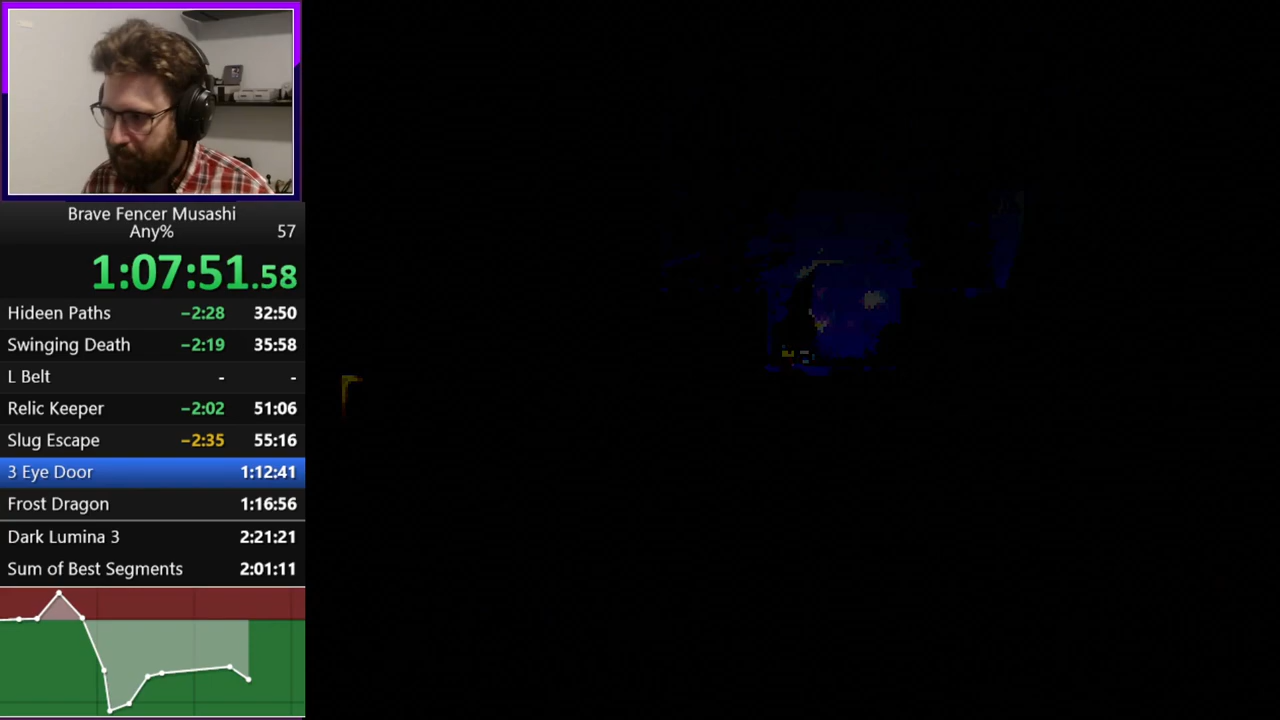 Brave Fencer Musashi
Any% 57
1:07:51.58
Hideen Paths -2:28 32:50
Swinging Death -2:19 35:58
L Belt - -
Relic Keeper -2:02 51:06
Slug Escape -2:35 55:16
3 Eye Door 1:12:41
Frost Dragon 1:16:56
Dark Lumina 3 2:21:21
Sum of Best Segments 2:01:11